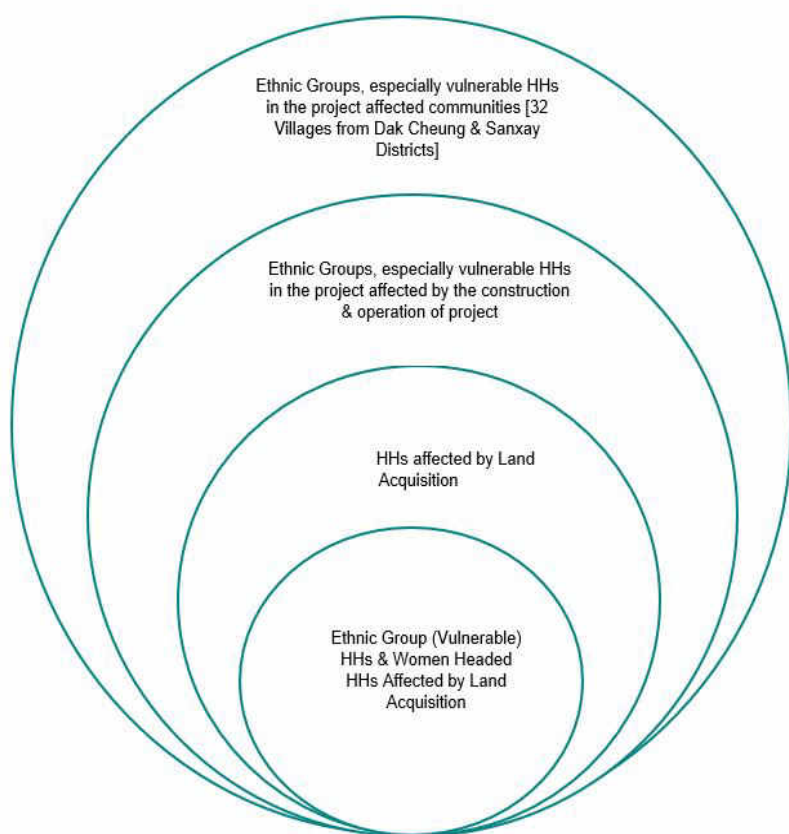 Ethnic Groups, especially vulnerable HHs
in the project affected communities [32
Villages from Dak Cheung & Sanxay
Districts]
Ethnic Groups, especially vulnerable HHs
in the project affected by the construction
& operation of project
HHs affected by Land
Acquisition
Ethnic Group (Vulnerable)
HHs & Women Headed
HHs Affected by Land
Acquisition